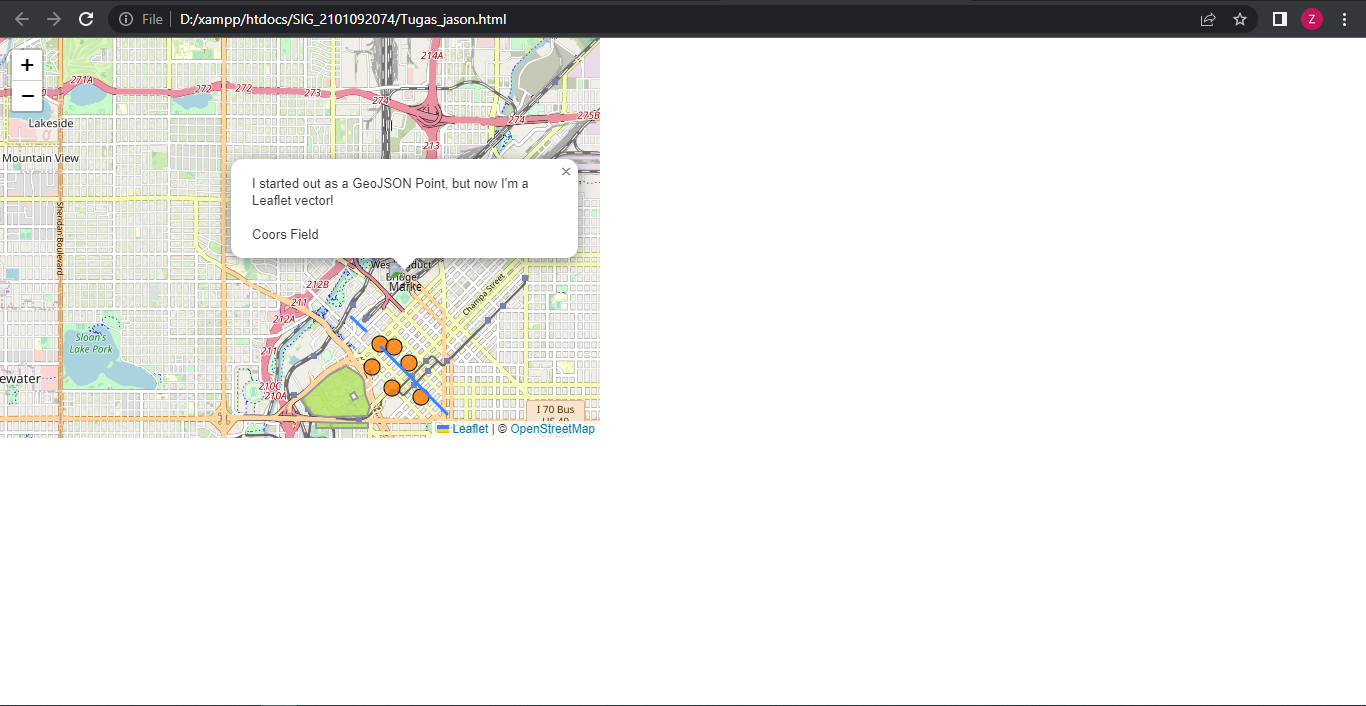 File
D:/xampp/htdocs/SIG_2101092074/Tugas_jason.html
Z
+
−
214A
271A
272
272
273
274
274
275B
213
Lakeside
Mountain View
Sheridan Boulevard
×
I started out as a GeoJSON Point, but now I'm a
Leaflet vector!
Coors Field
Bridge
Marke
212B
211
212A
211
Champa Street
Sloan's
Lake Park
ewater
210C
210A
I 70 Bus
US 40
Leaflet | © OpenStreetMap